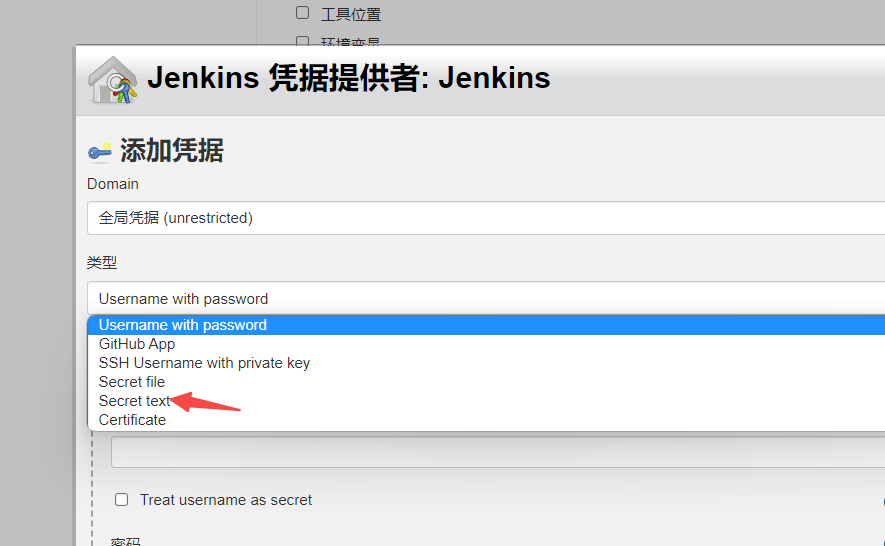 工具位置
环境变量
Jenkins 凭据提供者: Jenkins
添加凭据
Domain
全局凭据 (unrestricted)
类型
Username with password
Username with password
GitHub App
SSH Username with private key
Secret file
Secret text
Certificate
Treat username as secret
密码